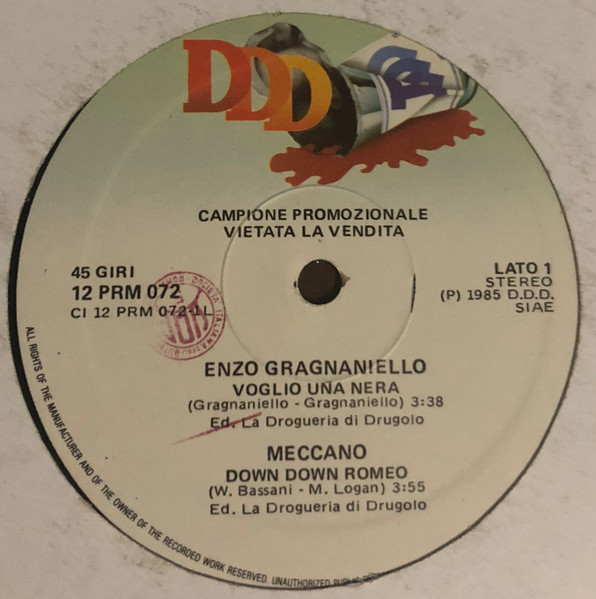 DDD
CAMPIONE PROMOZIONALE
VIETATA LA VENDITA
45 GIRI
12 PRM 072
CI 12 PRM 072-1L
LATO 1
STEREO
(P) 1985 D.D.D.
SIAE
ENZO GRAGNANIELLO
VOGLIO UNA NERA
(Gragnaniello - Gragnaniello) 3:38
Ed. La Drogueria di Drugolo
MECCANO
DOWN DOWN ROMEO
(W. Bassani - M. Logan) 3:55
Ed. La Drogueria di Drugolo
ALL RIGHTS OF THE MANUFACTURER AND OF THE OWNER OF THE RECORDED WORK RESERVED. UNAUTHORIZED